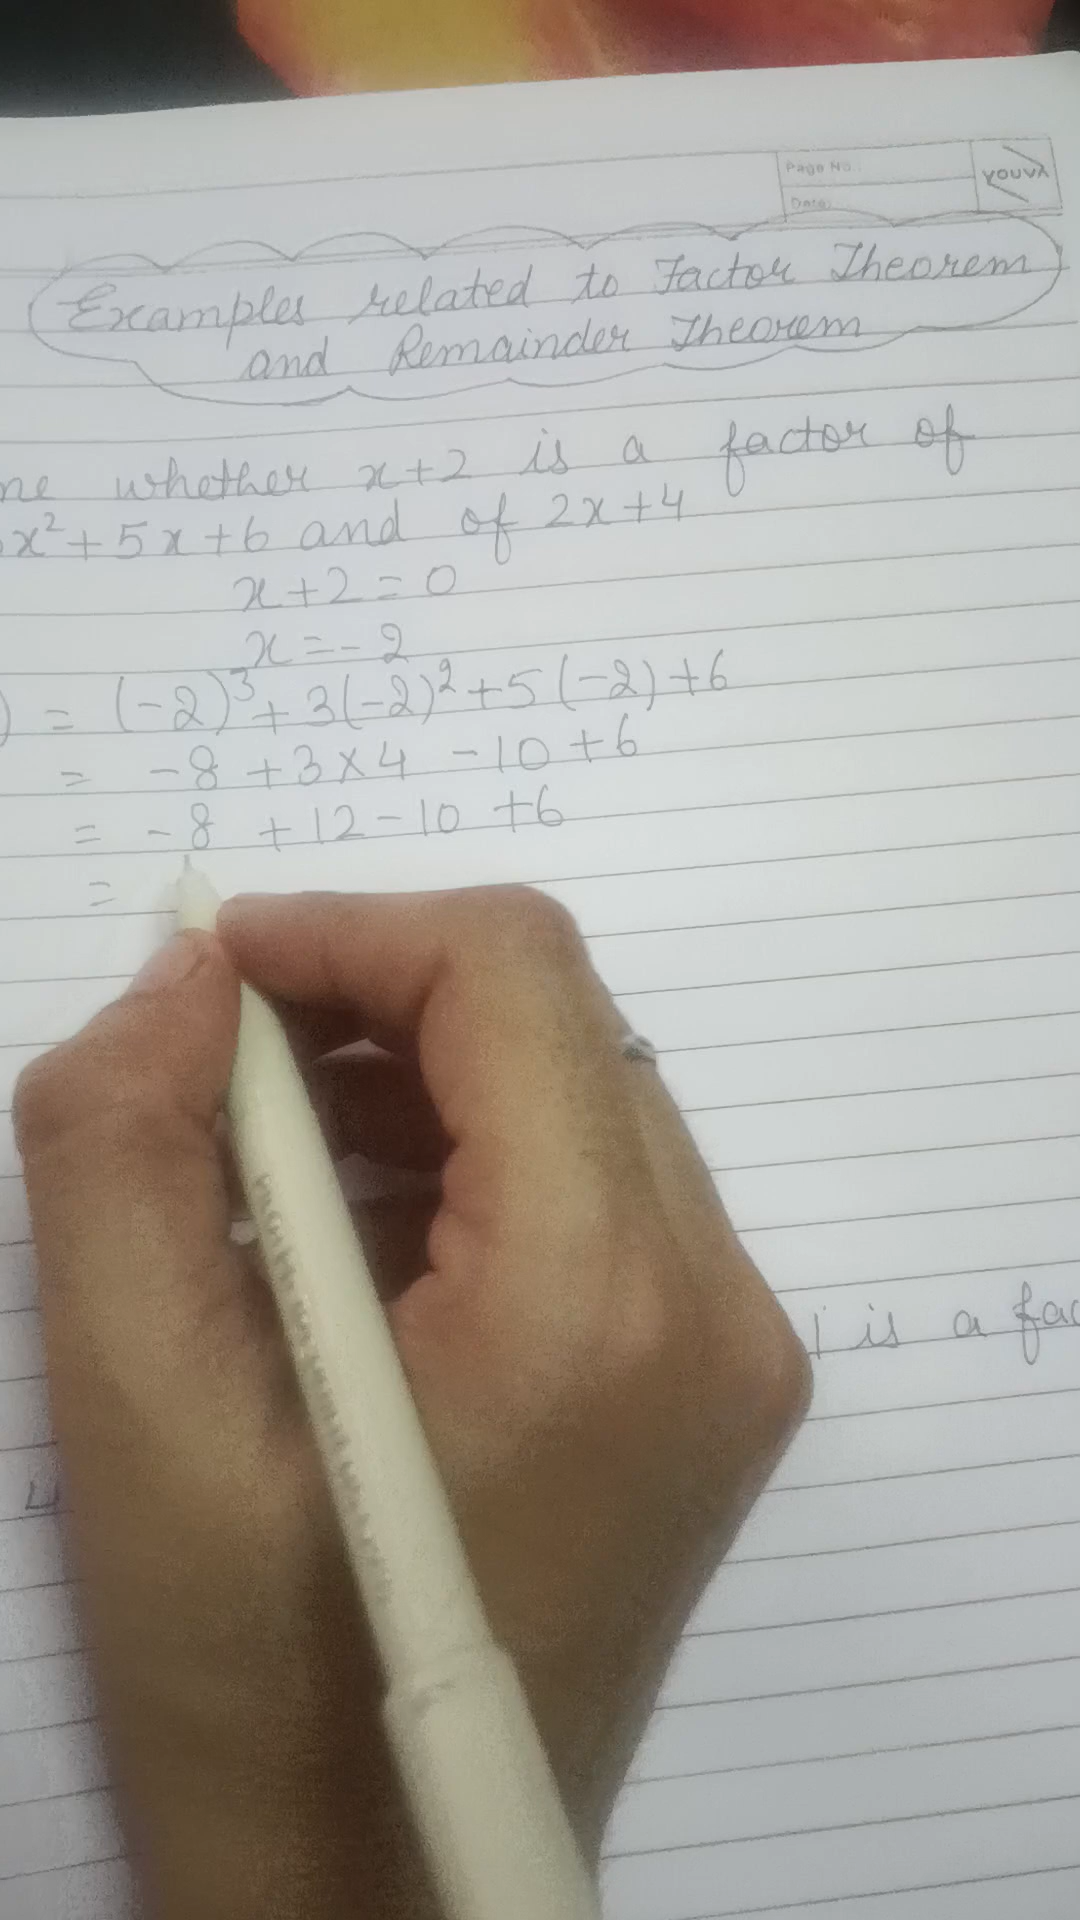 Page No.:
Date:
YOUVA
Examples related to Factor Theorem
and Remainder Theorem
ne whether x+2 is a factor of
x²+5x+6 and of 2x+4
x+2=0
x=-2
) = (-2)³+3(-2)²+5(-2)+6
= -8+3×4-10+6
= -8+12-10+6
=
1 is a fac